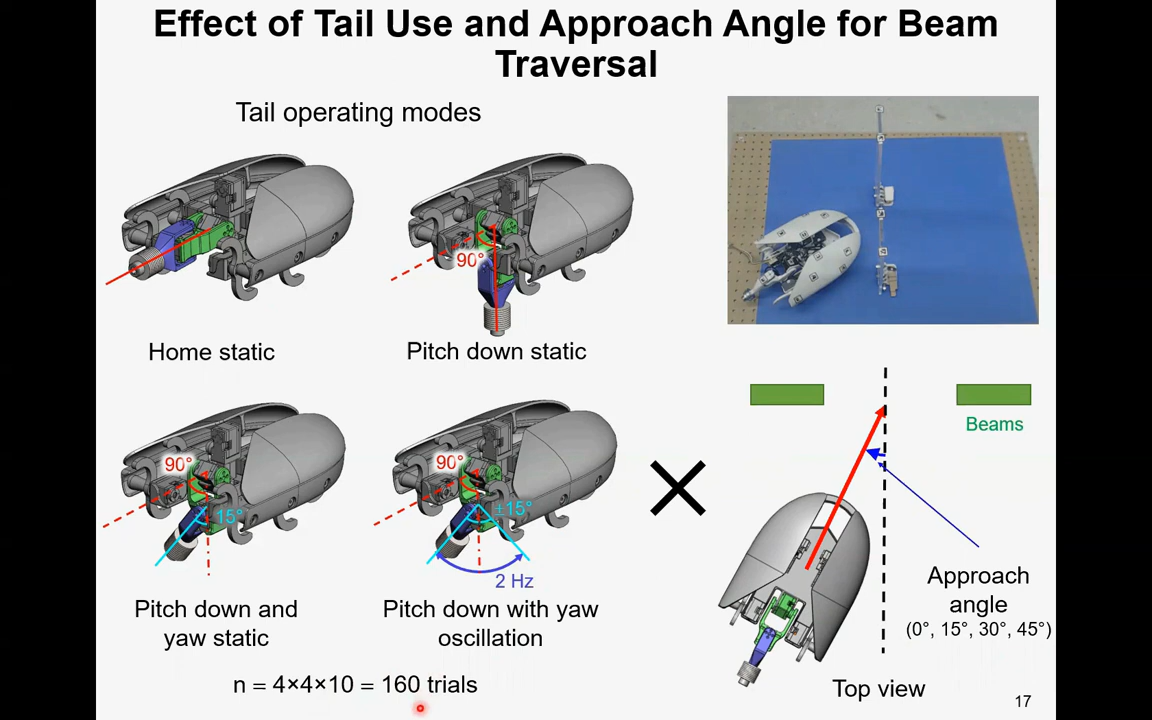 Effect of Tail Use and Approach Angle for Beam
Traversal
Tail operating modes
90°
Home static
Pitch down static
90°
15°
90°
±15°
2 Hz
Pitch down and
yaw static
Pitch down with yaw
oscillation
n = 4×4×10 = 160 trials
×
Beams
Approach
angle
(0°, 15°, 30°, 45°)
Top view
17